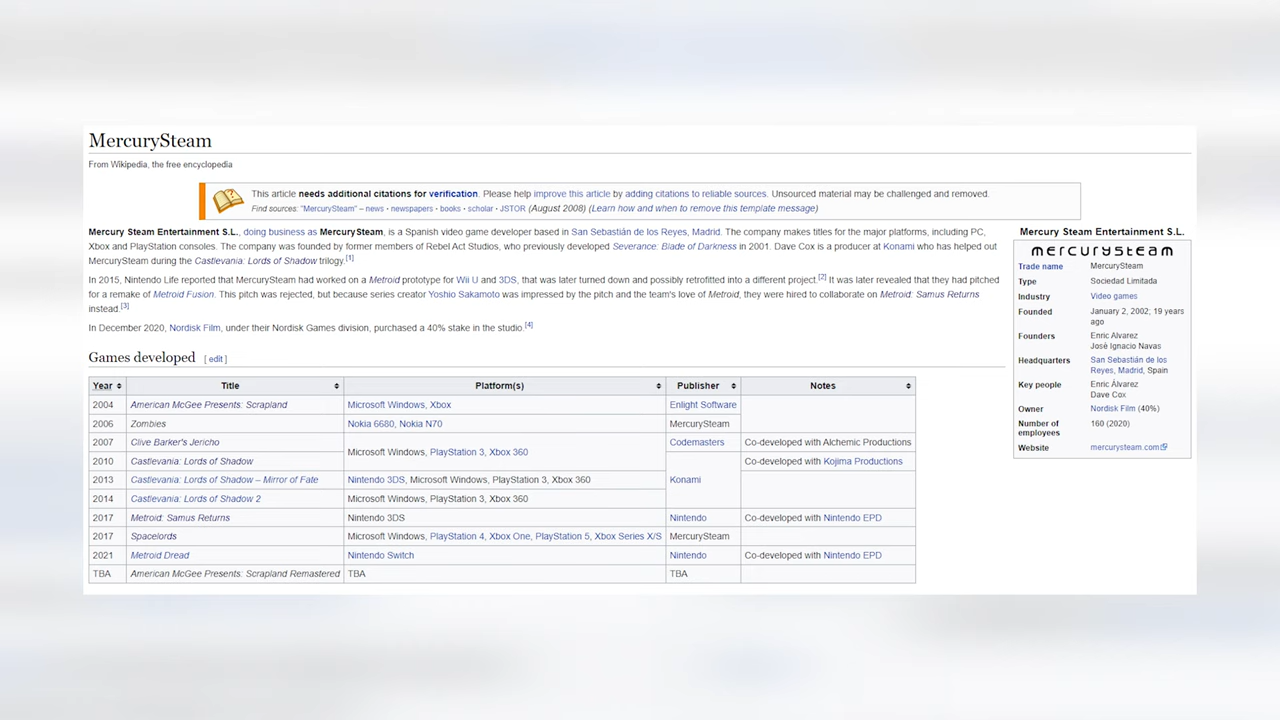 MercurySteam
From Wikipedia, the free encyclopedia
This article needs additional citations for verification. Please help improve this article by adding citations to reliable sources. Unsourced material may be challenged and removed.
Find sources: "MercurySteam" – news · newspapers · books · scholar · JSTOR (August 2008) (Learn how and when to remove this template message)
Mercury Steam Entertainment S.L., doing business as MercurySteam, is a Spanish video game developer based in San Sebastián de los Reyes, Madrid. The company makes titles for the major platforms, including PC,
Xbox and PlayStation consoles. The company was founded by former members of Rebel Act Studios, who previously developed Severance: Blade of Darkness in 2001. Dave Cox is a producer at Konami who has helped out
MercurySteam during the Castlevania: Lords of Shadow trilogy.[1]
In 2015, Nintendo Life reported that MercurySteam had worked on a Metroid prototype for Wii U and 3DS, that was later turned down and possibly retrofitted into a different project.[2] It was later revealed that they had pitched
for a remake of Metroid Fusion. This pitch was rejected, but because series creator Yoshio Sakamoto was impressed by the pitch and the team's love of Metroid, they were hired to collaborate on Metroid: Samus Returns
instead.[3]
In December 2020, Nordisk Film, under their Nordisk Games division, purchased a 40% stake in the studio.[4]
Games developed [ edit ]
Year Title Platform(s) Publisher Notes
2004 American McGee Presents: Scrapland Microsoft Windows, Xbox Enlight Software
2006 Zombies Nokia 6680, Nokia N70 MercurySteam
2007 Clive Barker's Jericho Microsoft Windows, PlayStation 3, Xbox 360 Codemasters Co-developed with Alchemic Productions
2010 Castlevania: Lords of Shadow Konami Co-developed with Kojima Productions
2013 Castlevania: Lords of Shadow – Mirror of Fate Nintendo 3DS, Microsoft Windows, PlayStation 3, Xbox 360
2014 Castlevania: Lords of Shadow 2 Microsoft Windows, PlayStation 3, Xbox 360
2017 Metroid: Samus Returns Nintendo 3DS Nintendo Co-developed with Nintendo EPD
2017 Spacelords Microsoft Windows, PlayStation 4, Xbox One, PlayStation 5, Xbox Series X/S MercurySteam
2021 Metroid Dread Nintendo Switch Nintendo Co-developed with Nintendo EPD
TBA American McGee Presents: Scrapland Remastered TBA TBA
Mercury Steam Entertainment S.L.
mercurysteam
Trade name MercurySteam
Type Sociedad Limitada
Industry Video games
Founded January 2, 2002; 19 years
ago
Founders Enric Alvarez
José Ignacio Navas
Headquarters San Sebastián de los
Reyes, Madrid, Spain
Key people Enric Álvarez
Dave Cox
Owner Nordisk Film (40%)
Number of 160 (2020)
employees
Website mercurysteam.com